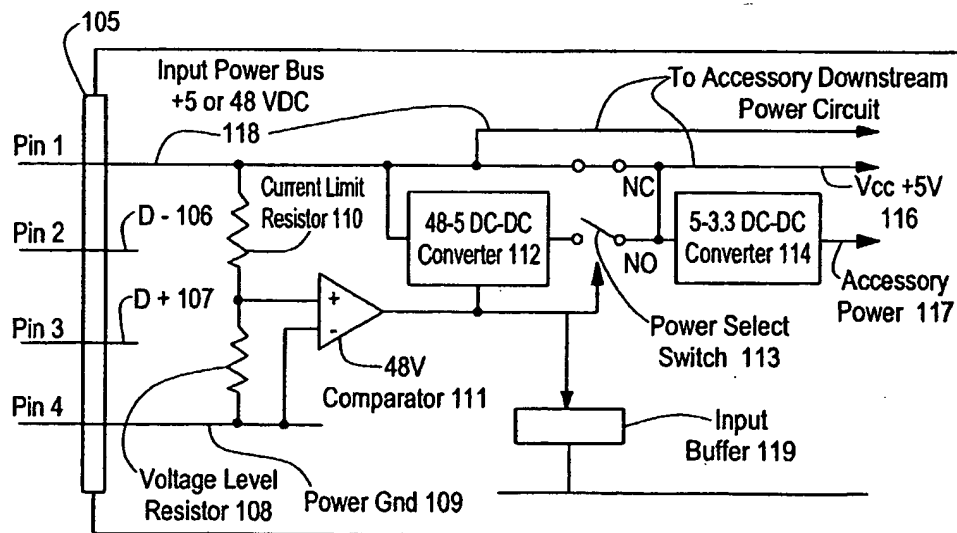 105
Input Power Bus
+5 or 48 VDC
118
To Accessory Downstream
Power Circuit
Pin 1
NC
Vcc +5V
116
Current Limit
Resistor 110
D - 106
Pin 2
48-5 DC-DC
Converter 112
NO
5-3.3 DC-DC
Converter 114
Accessory
Power 117
D + 107
Pin 3
+
-
48V
Comparator 111
Power Select
Switch 113
Pin 4
Input
Buffer 119
Voltage Level
Resistor 108
Power Gnd 109